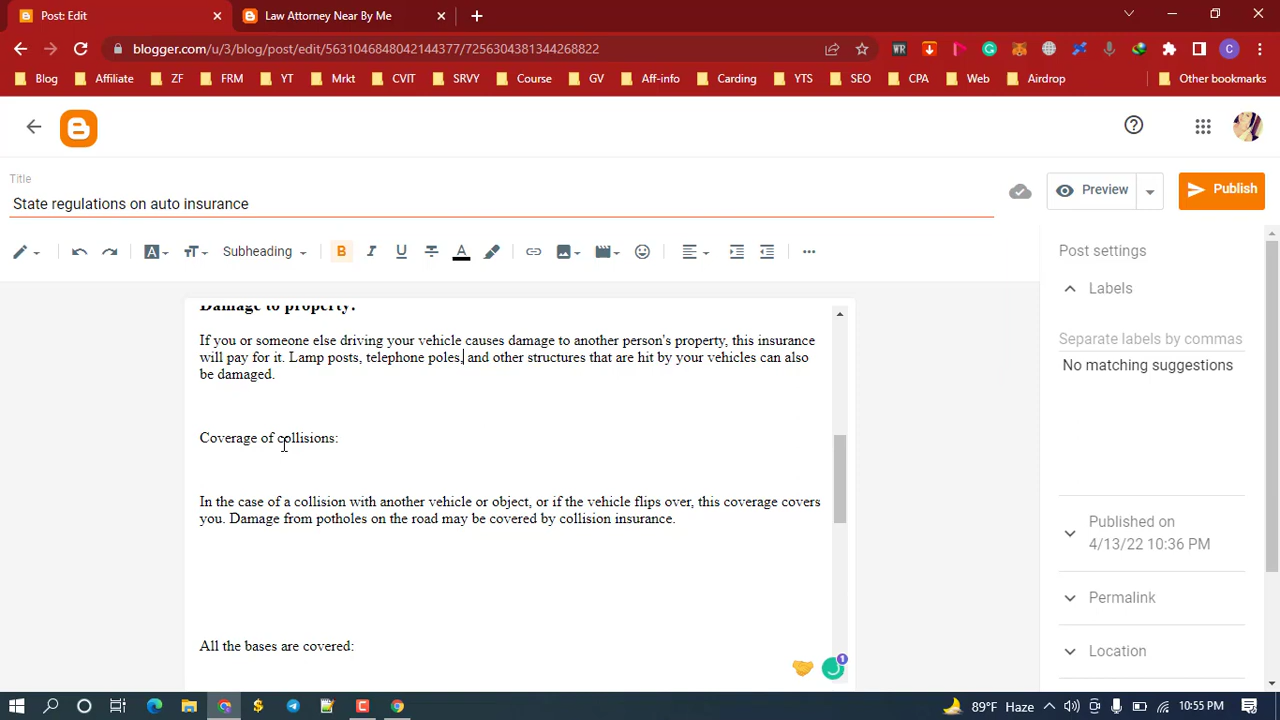 Post: Edit
Law Attorney Near By Me
blogger.com/u/3/blog/post/edit/5631046848042144377/7256304381344268822
WR
C
Blog
Affiliate
ZF
FRM
YT
Mrkt
CVIT
SRVY
Course
GV
Aff-info
Carding
YTS
SEO
CPA
Web
Airdrop
Other bookmarks
Title
State regulations on auto insurance
Preview
Publish
Subheading
B
Post settings
Labels
Separate labels by commas
No matching suggestions
Damage to property:
If you or someone else driving your vehicle causes damage to another person's property, this insurance
will pay for it. Lamp posts, telephone poles, and other structures that are hit by your vehicles can also
be damaged.
Coverage of collisions:
In the case of a collision with another vehicle or object, or if the vehicle flips over, this coverage covers
you. Damage from potholes on the road may be covered by collision insurance.
All the bases are covered:
1
Published on
4/13/22 10:36 PM
Permalink
Location
89°F Haze
10:55 PM